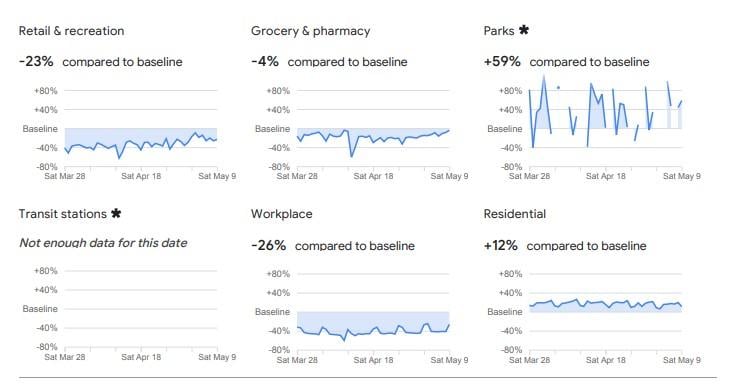 Retail & recreation
-23% compared to baseline
+80%
+40%
Baseline
-40%
-80%
Sat Mar 28 Sat Apr 18 Sat May 9
Grocery & pharmacy
-4% compared to baseline
+80%
+40%
Baseline
-40%
-80%
Sat Mar 28 Sat Apr 18 Sat May 9
Parks *
+59% compared to baseline
+80%
+40%
Baseline
-40%
-80%
Sat Mar 28 Sat Apr 18 Sat May 9
Transit stations *
Not enough data for this date
+80%
+40%
Baseline
-40%
-80%
Sat Mar 28 Sat Apr 18 Sat May 9
Workplace
-26% compared to baseline
+80%
+40%
Baseline
-40%
-80%
Sat Mar 28 Sat Apr 18 Sat May 9
Residential
+12% compared to baseline
+80%
+40%
Baseline
-40%
-80%
Sat Mar 28 Sat Apr 18 Sat May 9